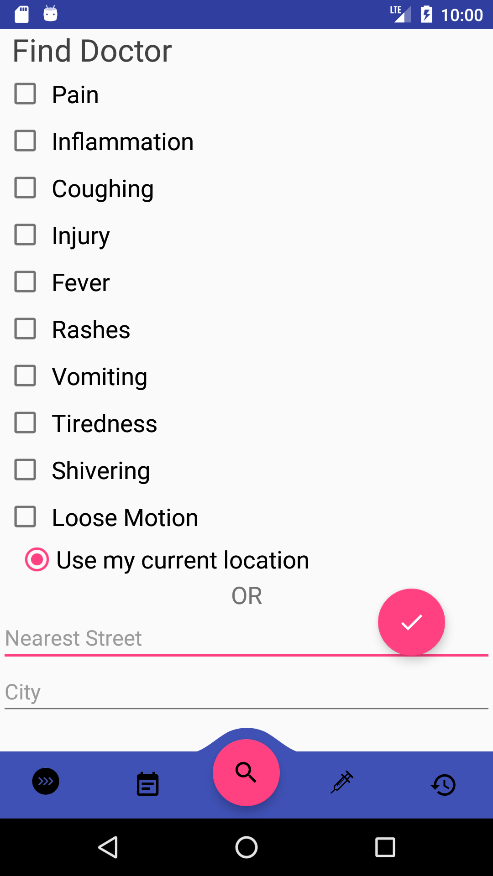 LTE 10:00
Find Doctor
Pain
Inflammation
Coughing
Injury
Fever
Rashes
Vomiting
Tiredness
Shivering
Loose Motion
Use my current location
OR
Nearest Street
City